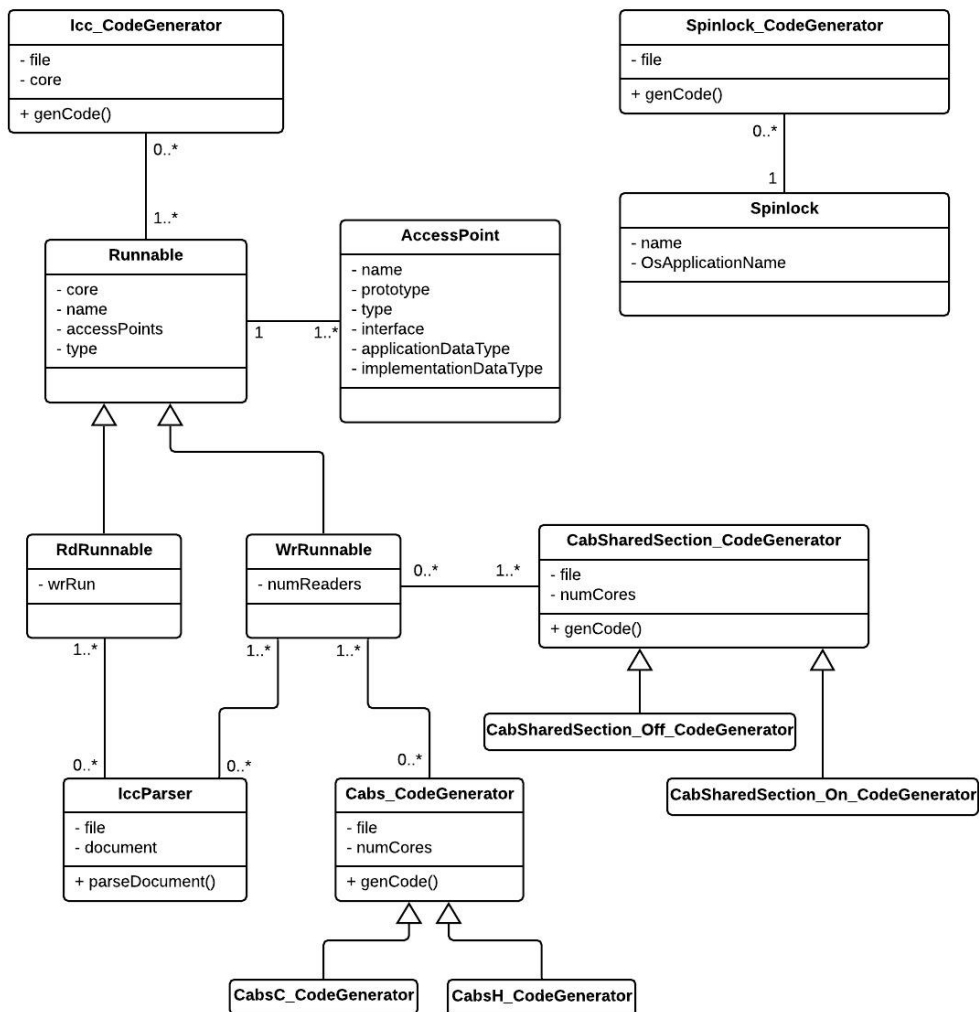 Icc_CodeGenerator
- file
- core
+ genCode()
0..*
1..*
Spinlock_CodeGenerator
- file
+ genCode()
0..*
1
Spinlock
- name
- OsApplicationName
Runnable
- core
- name
- accessPoints
- type
1
1..*
AccessPoint
- name
- prototype
- type
- interface
- applicationDataType
- implementationDataType
RdRunnable
- wrRun
1..*
0..*
WrRunnable
- numReaders
0..*
1..*
1..*
1..*
0..*
0..*
CabSharedSection_CodeGenerator
- file
- numCores
+ genCode()
CabSharedSection_Off_CodeGenerator
CabSharedSection_On_CodeGenerator
IccParser
- file
- document
+ parseDocument()
Cabs_CodeGenerator
- file
- numCores
+ genCode()
CabsC_CodeGenerator
CabsH_CodeGenerator